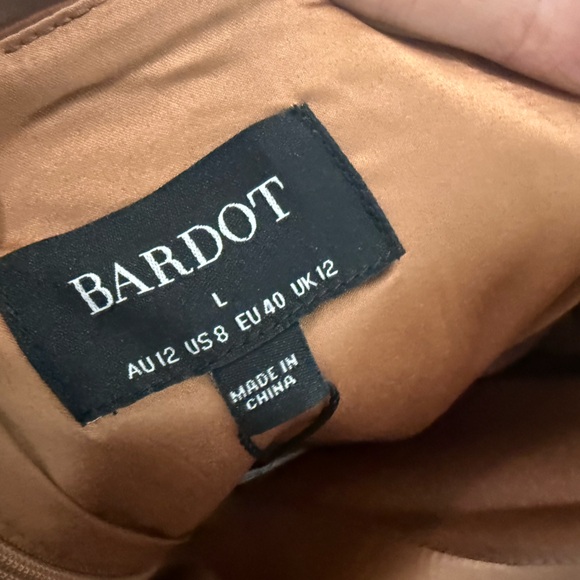 BARDOT
L
AU12 US8 EU40 UK12
MADE IN
CHINA